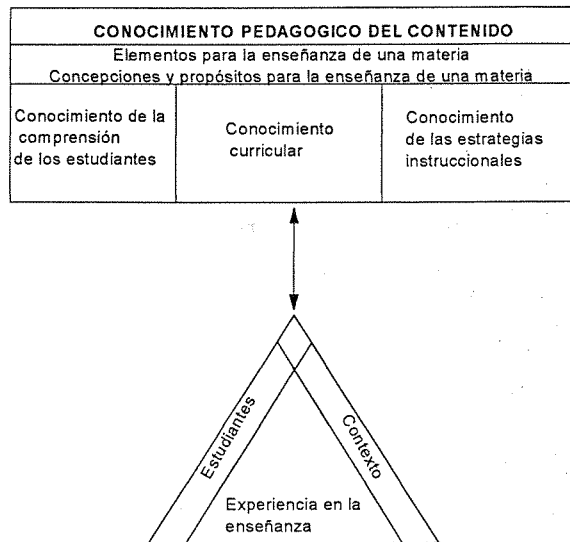 CONOCIMIENTO PEDAGOGICO DEL CONTENIDO
Elementos para la enseñanza de una materia
Concepciones y propósitos para la enseñanza de una materia
Conocimiento de la
comprensión
de los estudiantes
Conocimiento
curricular
Conocimiento
de las estrategias
instruccionales
Estudiantes
Contexto
Experiencia en la
enseñanza